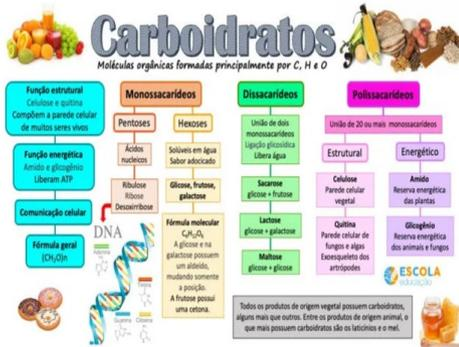 Carboidratos
Moléculas orgânicas formadas principalmente por C, H e O
Função estrutural
Celulose e quitina
Compõem a parede celular
de muitos seres vivos
Função energética
Amido e glicogênio
Liberam ATP
Comunicação celular
Fórmula geral
(CH₂O)n
Monossacarídeos
Pentoses
Ácidos
nucleicos
Ribulose
Ribose
Desoxirribose
DNA
Adenina
Timina
Guanina
Citosina
Hexoses
Solúveis em água
Sabor adocicado
Glicose, frutose,
galactose
Fórmula molecular
C₆H₁₂O₆
A glicose e na
galactose possuem
um aldeído,
mudando somente
a posição.
A frutose possui
uma cetona.
Dissacarídeos
União de dois
monossacarídeos
Ligação glicosídica
Libera água
Sacarose
glicose + frutose
Lactose
glicose + galactose
Maltose
glicose + glicose
Polissacarídeos
União de 20 ou mais monossacarídeos
Estrutural
Celulose
Parede celular
vegetal
Quitina
Parede celular de
fungos e algas
Exoesqueleto dos
artrópodes
Energético
Amido
Reserva energética
das plantas
Glicogênio
Reserva energética
dos animais e fungos
ESCOLA
educação
Todos os produtos de origem vegetal possuem carboidratos,
alguns mais que outros. Entre os produtos de origem animal, o
que mais possuem carboidratos são os laticínios e o mel.